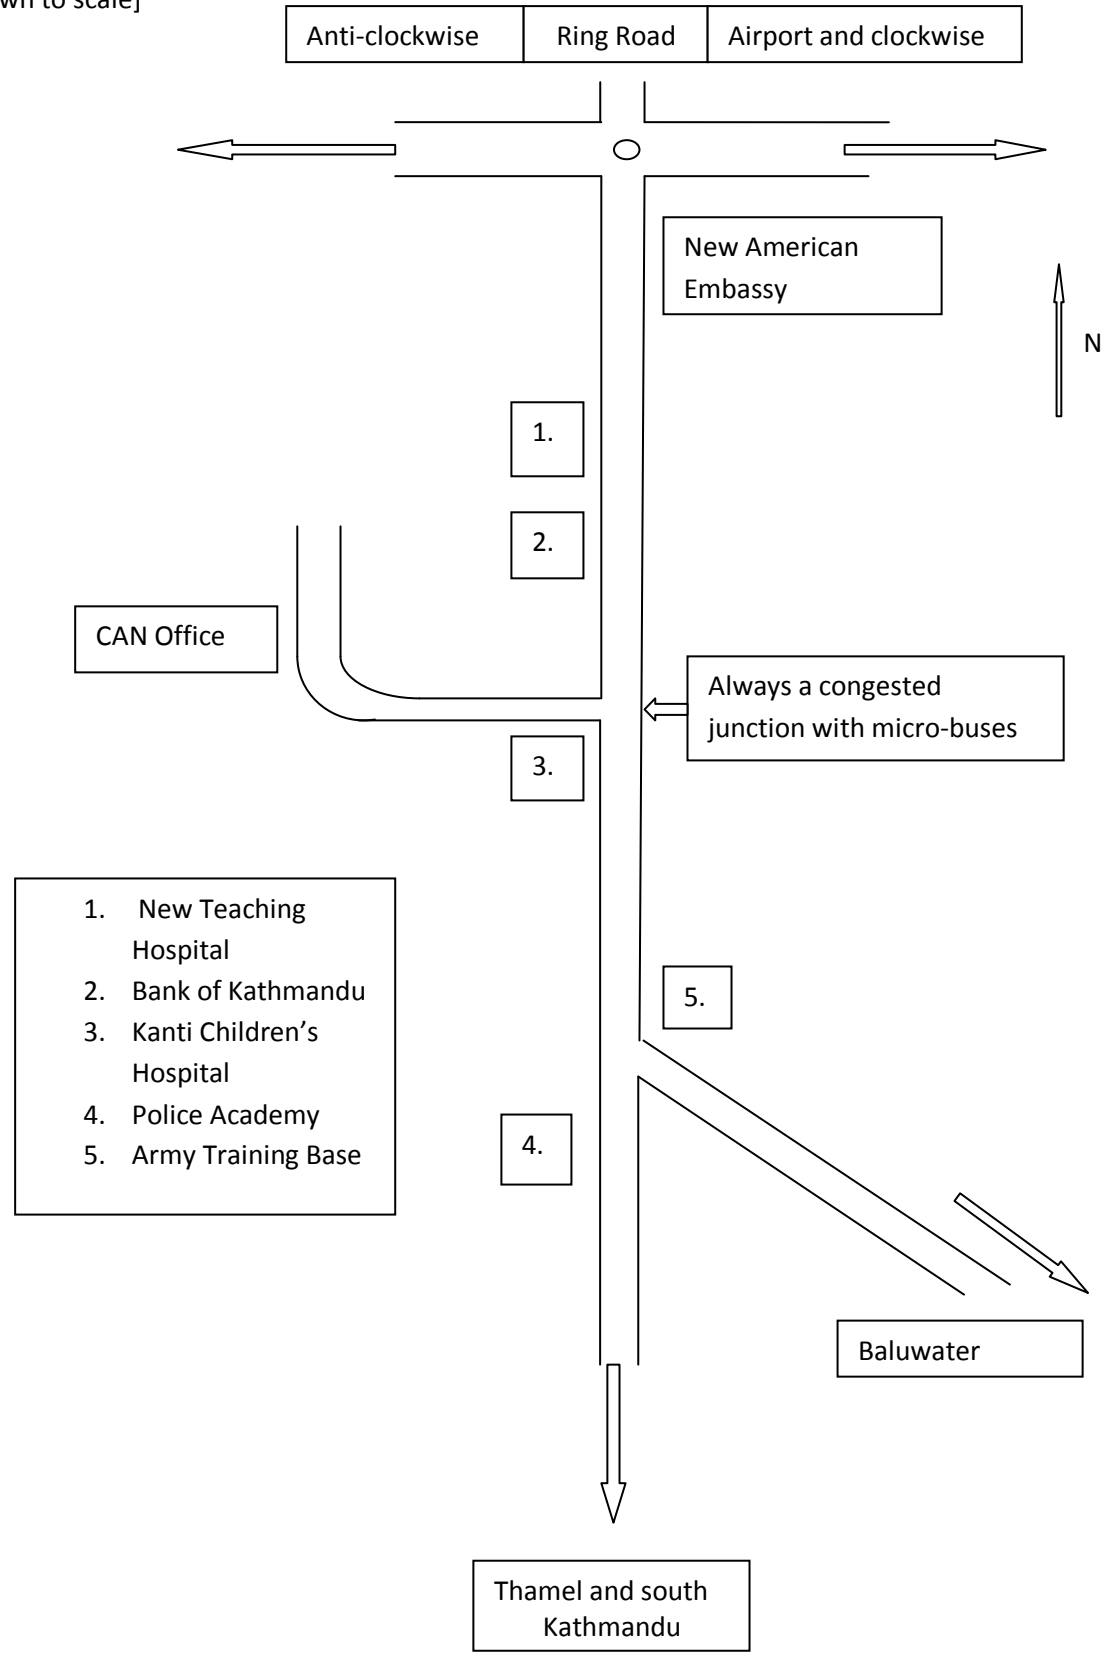 to scale]
Anti-clockwise
Ring Road
Airport and clockwise
New American
Embassy
N
1.
2.
CAN Office
Always a congested
junction with micro-buses
3.
1. New Teaching
Hospital
2. Bank of Kathmandu
3. Kanti Children’s
Hospital
4. Police Academy
5. Army Training Base
5.
4.
Baluwater
Thamel and south
Kathmandu